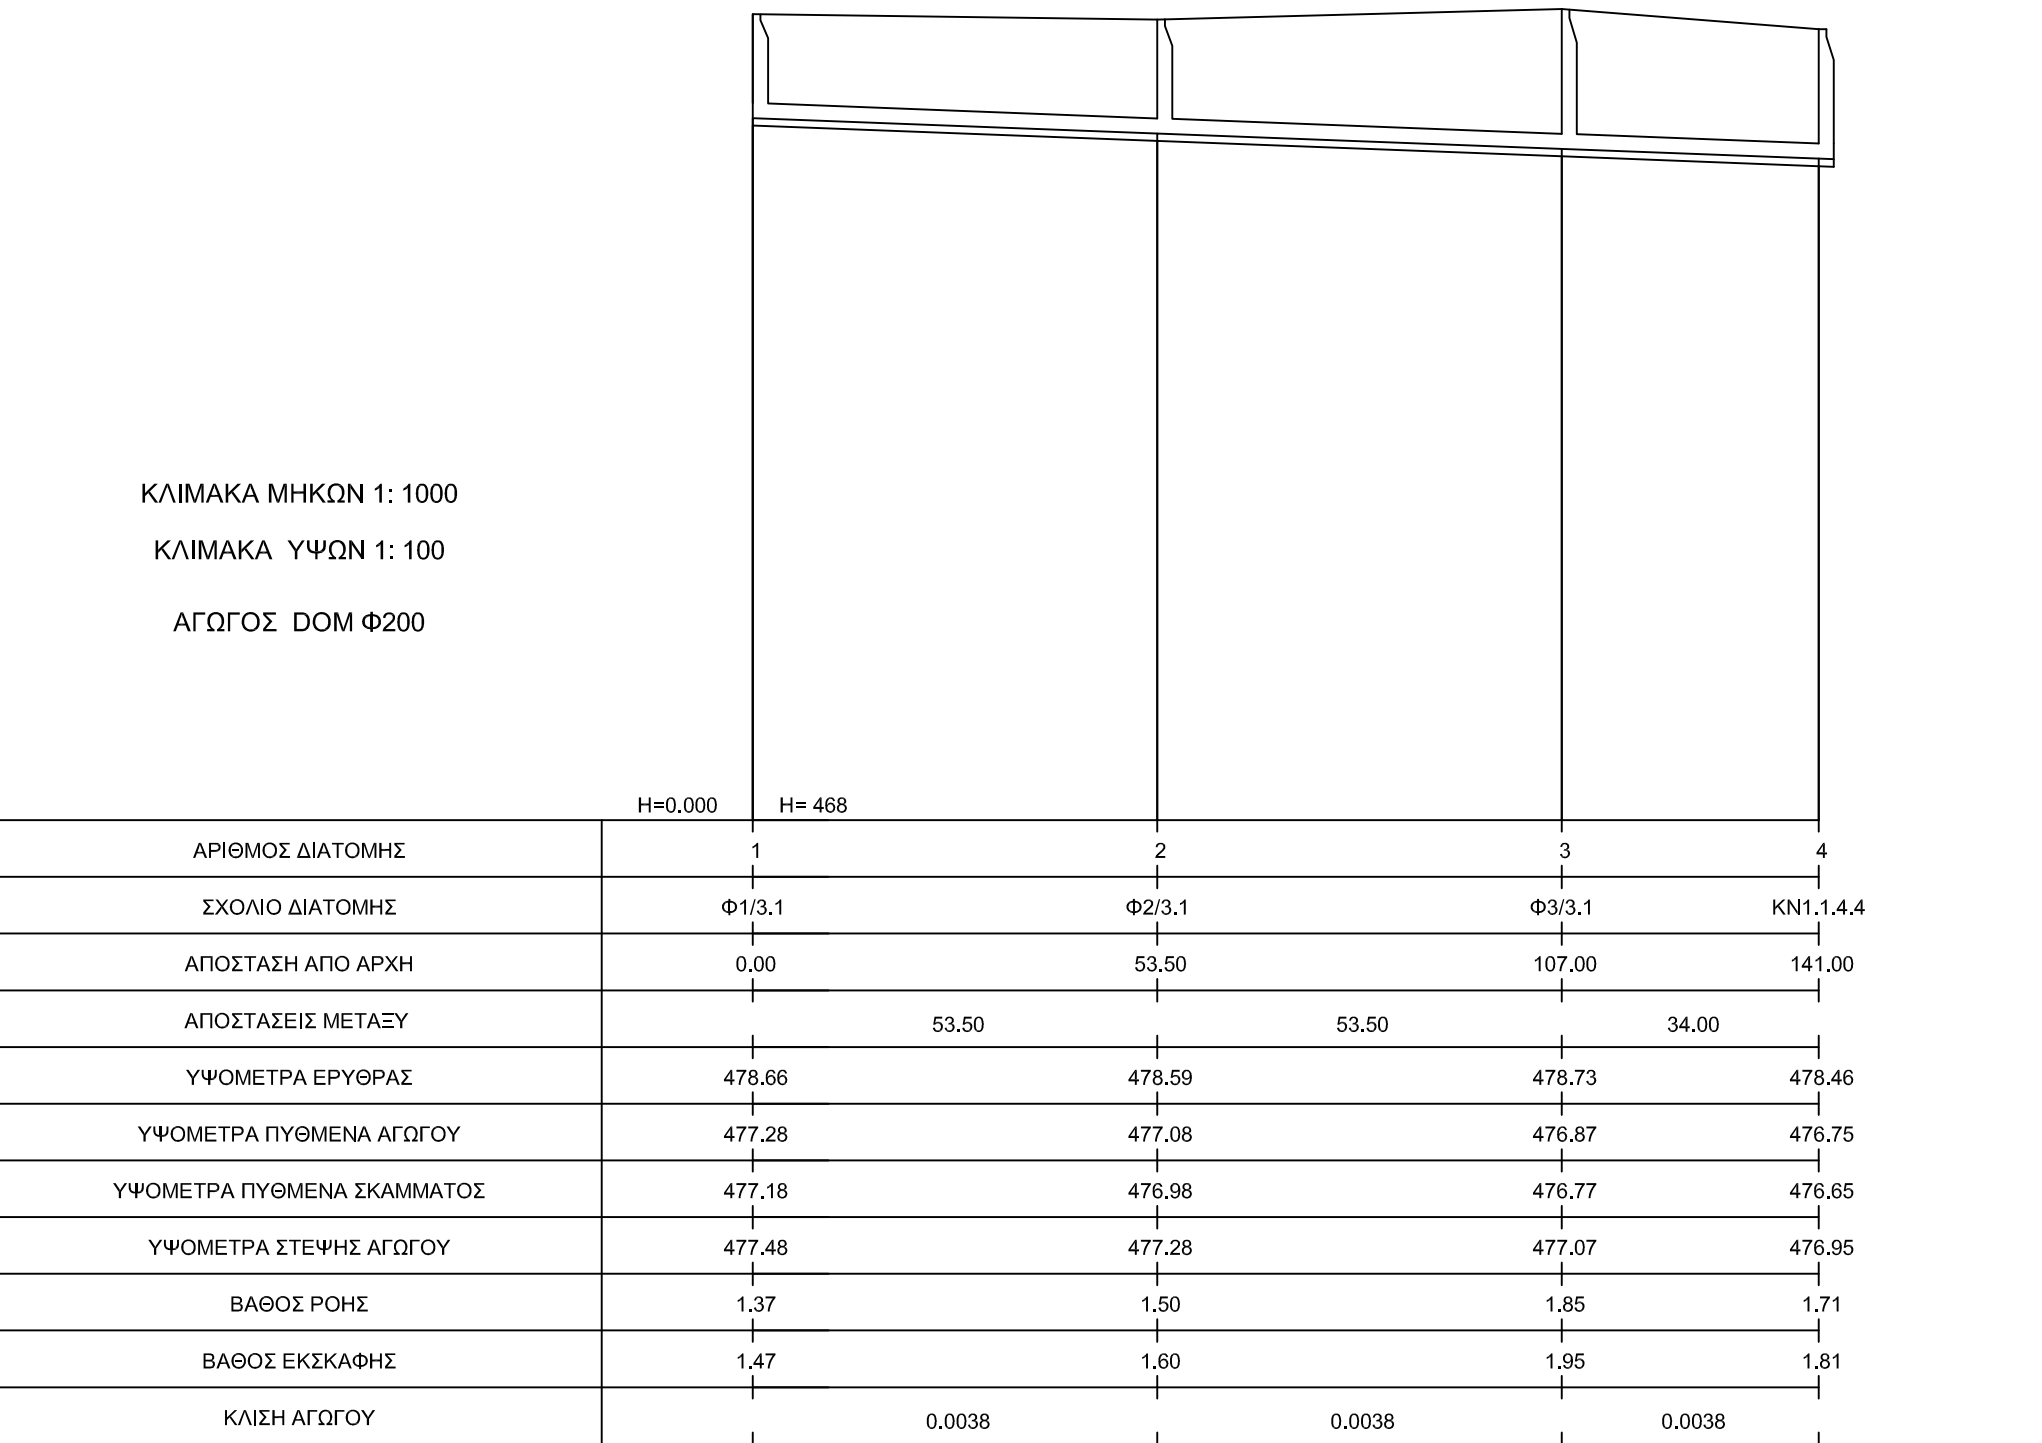 ΚΛΙΜΑΚΑ ΜΗΚΩΝ 1: 1000
ΚΛΙΜΑΚΑ ΥΨΩΝ 1: 100
ΑΓΩΓΟΣ DOM Φ200
H=0.000 H= 468
ΑΡΙΘΜΟΣ ΔΙΑΤΟΜΗΣ 1 2 3 4
ΣΧΟΛΙΟ ΔΙΑΤΟΜΗΣ Φ1/3.1 Φ2/3.1 Φ3/3.1 ΚΝ1.1.4.4
ΑΠΟΣΤΑΣΗ ΑΠΟ ΑΡΧΗ 0.00 53.50 107.00 141.00
ΑΠΟΣΤΑΣΕΙΣ ΜΕΤΑΞΥ 53.50 53.50 34.00
ΥΨΟΜΕΤΡΑ ΕΡΥΘΡΑΣ 478.66 478.59 478.73 478.46
ΥΨΟΜΕΤΡΑ ΠΥΘΜΕΝΑ ΑΓΩΓΟΥ 477.28 477.08 476.87 476.75
ΥΨΟΜΕΤΡΑ ΠΥΘΜΕΝΑ ΣΚΑΜΜΑΤΟΣ 477.18 476.98 476.77 476.65
ΥΨΟΜΕΤΡΑ ΣΤΕΨΗΣ ΑΓΩΓΟΥ 477.48 477.28 477.07 476.95
ΒΑΘΟΣ ΡΟΗΣ 1.37 1.50 1.85 1.71
ΒΑΘΟΣ ΕΚΣΚΑΦΗΣ 1.47 1.60 1.95 1.81
ΚΛΙΣΗ ΑΓΩΓΟΥ 0.0038 0.0038 0.0038